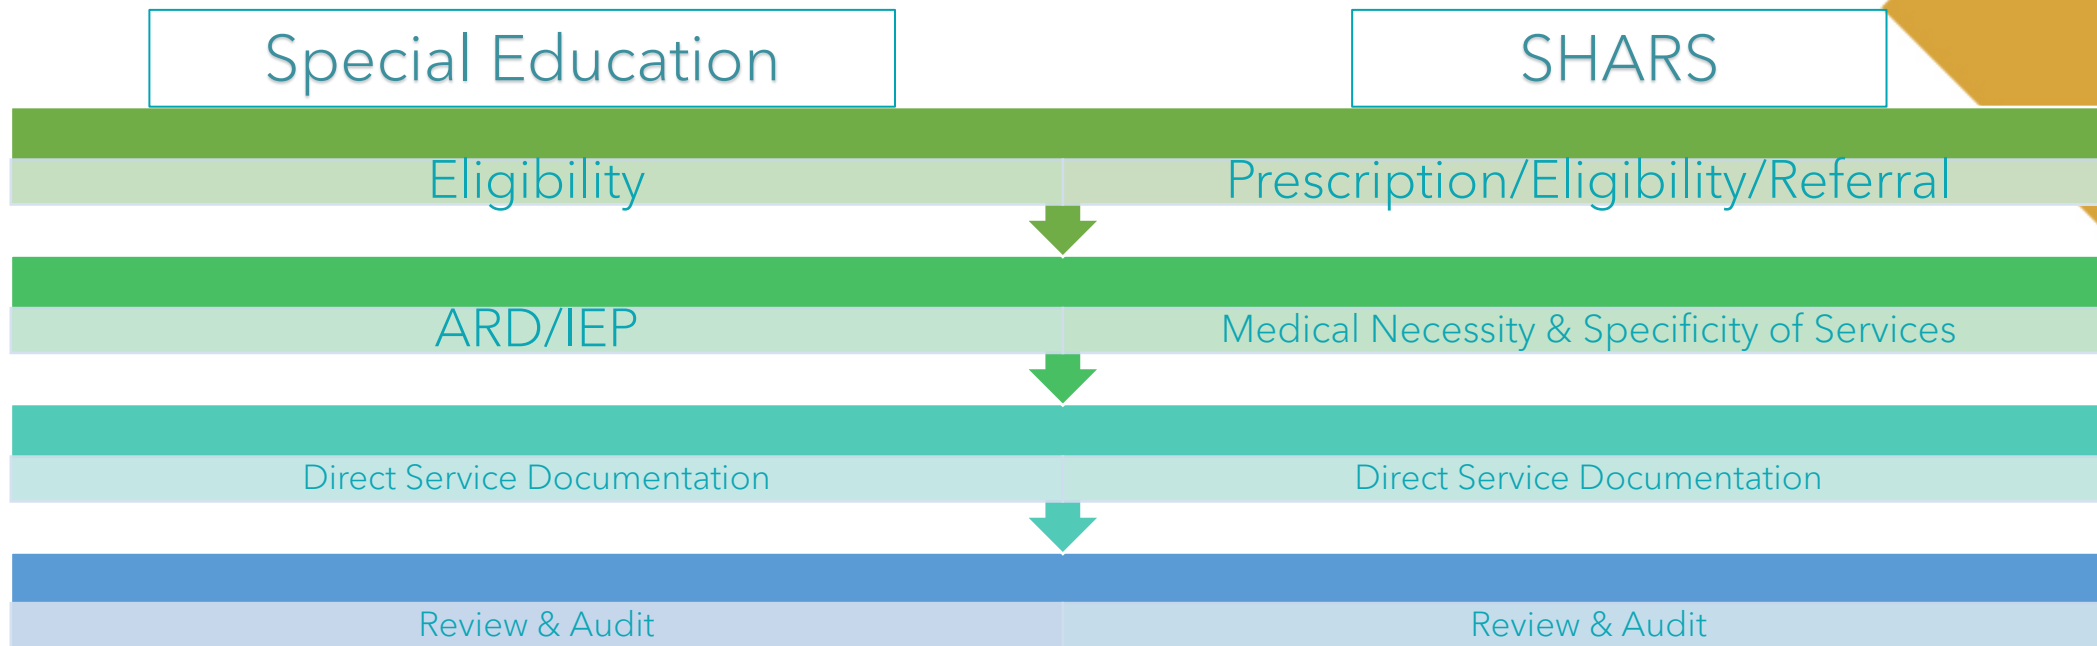 Special Education
SHARS
Eligibility
Prescription/Eligibility/Referral
ARD/IEP
Medical Necessity & Specificity of Services
Direct Service Documentation
Direct Service Documentation
Review & Audit
Review & Audit